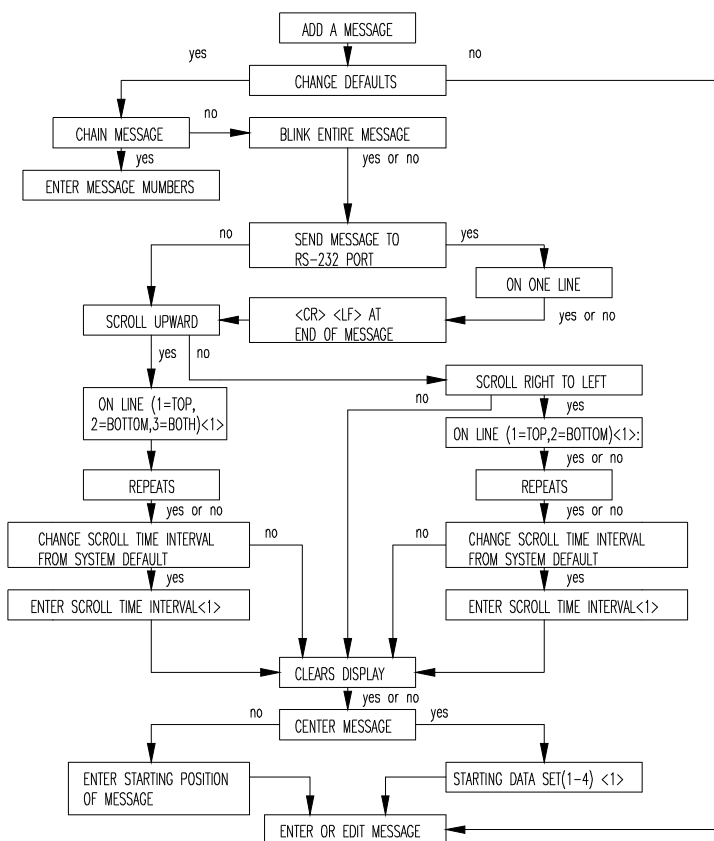 ADD A MESSAGE
yes
no
CHANGE DEFAULTS
no
CHAIN MESSAGE
BLINK ENTIRE MESSAGE
yes
yes or no
ENTER MESSAGE MUMBERS
no
SEND MESSAGE TO
RS-232 PORT
yes
ON ONE LINE
<CR> <LF> AT
END OF MESSAGE
yes or no
SCROLL UPWARD
yes
no
SCROLL RIGHT TO LEFT
no
yes
ON LINE (1=TOP,
2=BOTTOM,3=BOTH)<1>
ON LINE (1=TOP,2=BOTTOM)<1>:
yes or no
REPEATS
REPEATS
yes or no
yes or no
CHANGE SCROLL TIME INTERVAL
FROM SYSTEM DEFAULT
no
no
CHANGE SCROLL TIME INTERVAL
FROM SYSTEM DEFAULT
yes
yes
ENTER SCROLL TIME INTERVAL<1>
ENTER SCROLL TIME INTERVAL<1>
CLEARS DISPLAY
yes or no
no
CENTER MESSAGE
yes
ENTER STARTING POSITION
OF MESSAGE
STARTING DATA SET(1-4) <1>
ENTER OR EDIT MESSAGE